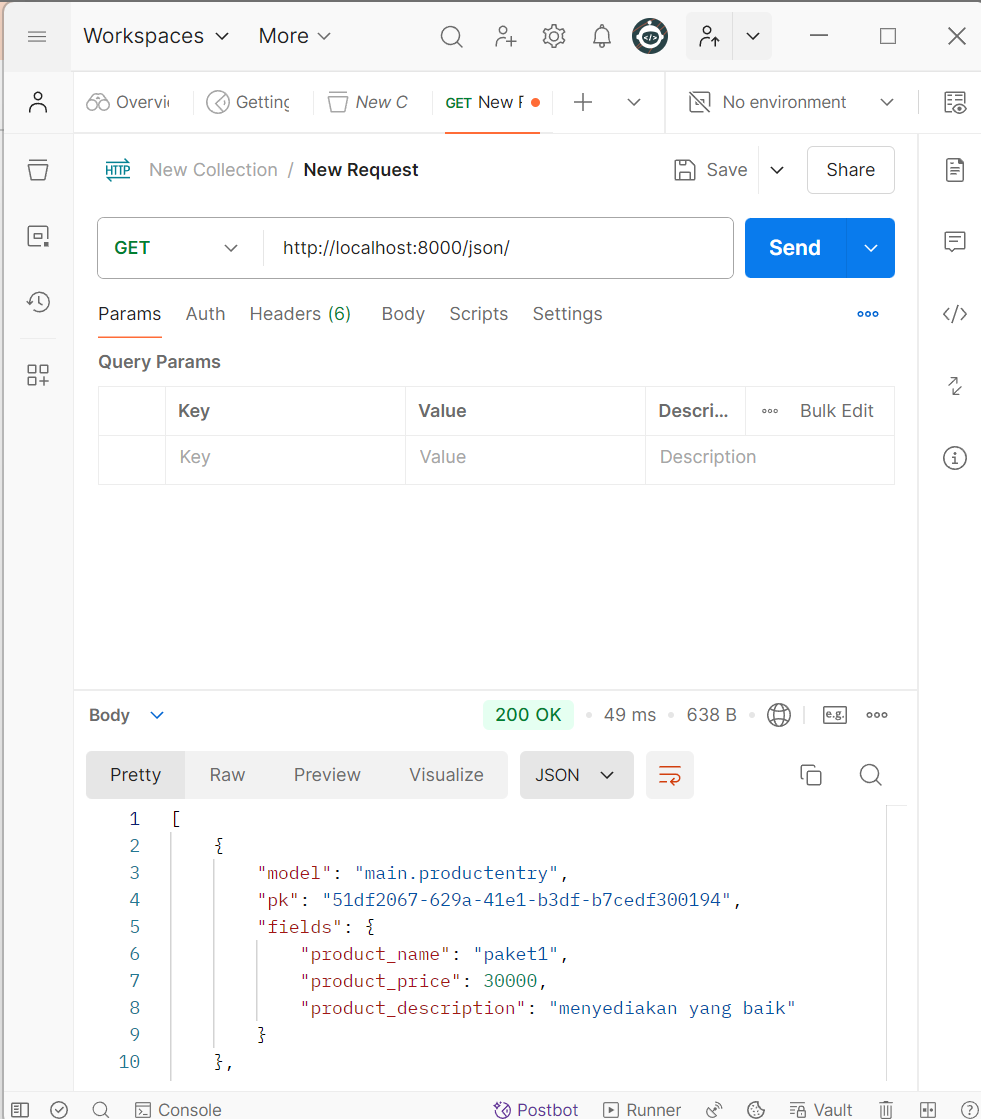 Workspaces More
Overvi Getting New C GET New F No environment
HTTP New Collection / New Request Save Share
GET http://localhost:8000/json/ Send
Params Auth Headers (6) Body Scripts Settings
Query Params
Key Value Descri... Bulk Edit
Key Value Description
Body 200 OK 49 ms 638 B e.g.
Pretty Raw Preview Visualize JSON
1 [
2 {
3 "model": "main.productentry",
4 "pk": "51df2067-629a-41e1-b3df-b7cedf300194",
5 "fields": {
6 "product_name": "paket1",
7 "product_price": 30000,
8 "product_description": "menyediakan yang baik"
9 }
10 },
Console Postbot Runner Vault